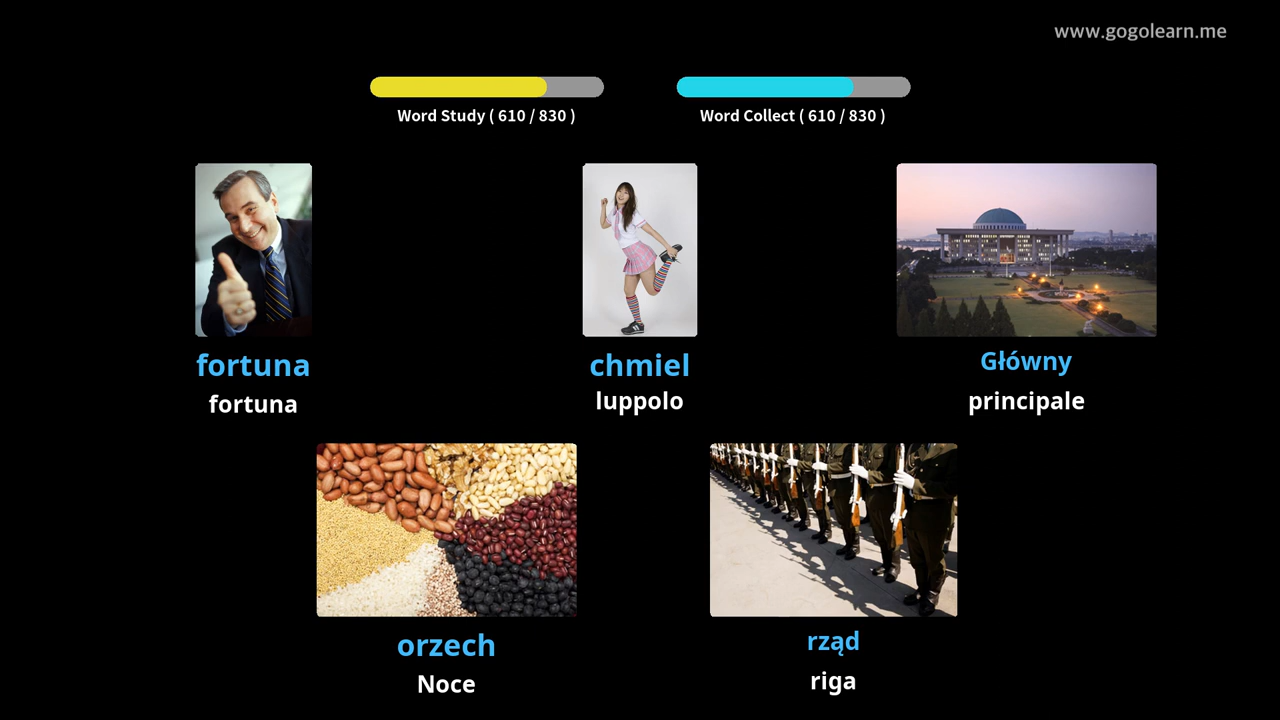 www.gogolearn.me
Word Study ( 610 / 830 )
Word Collect ( 610 / 830 )
fortuna
fortuna
chmiel
luppolo
Główny
principale
orzech
Noce
rząd
riga